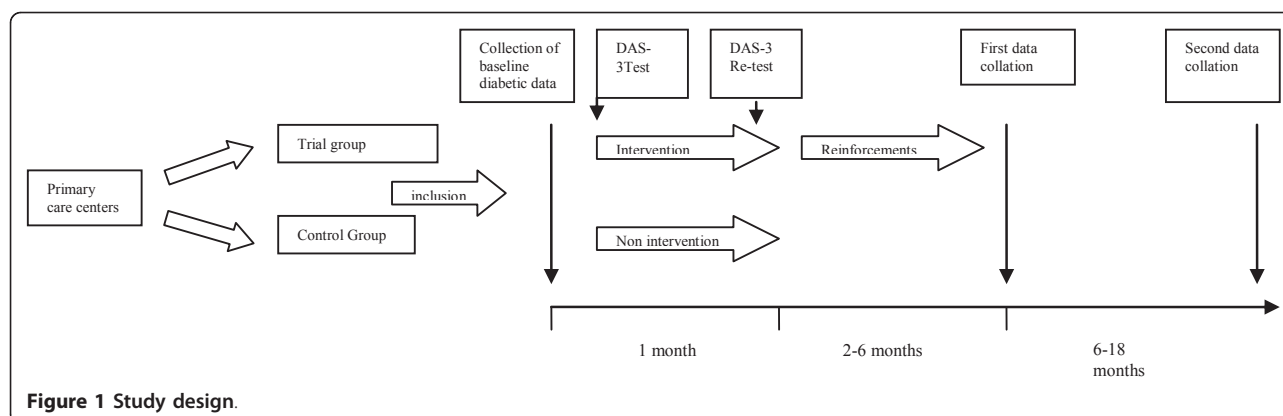 Collection of
baseline
diabetic data
DAS-
3Test
DAS-3
Re-test
First data
collation
Second data
collation
Trial group
Intervention
Reinforcements
Primary
care centers
inclusion
Control Group
Non intervention
1 month
2-6 months
6-18
months
Figure 1 Study design.